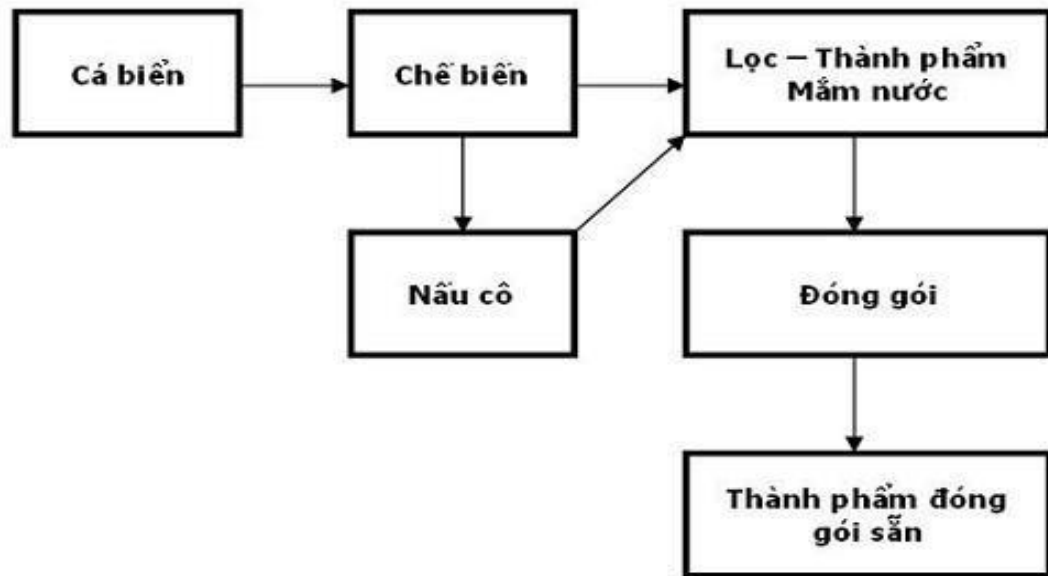 Cá biển
Chế biến
Lọc – Thành phẩm
Mắm nước
Nấu cô
Đóng gói
Thành phẩm đóng
gói sẵn